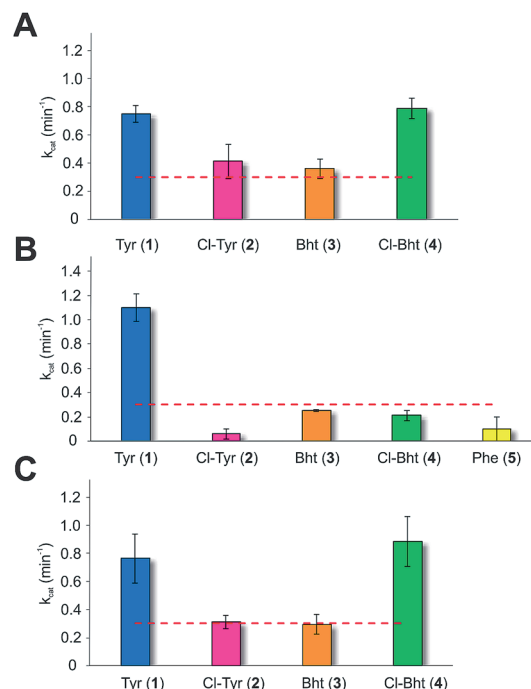 A
k_cat (min⁻¹)
1.2
1.0
0.8
0.6
0.4
0.2
0
Tyr (1) Cl-Tyr (2) Bht (3) Cl-Bht (4)
B
k_cat (min⁻¹)
1.4
1.2
1.0
0.8
0.6
0.4
0.2
0
Tyr (1) Cl-Tyr (2) Bht (3) Cl-Bht (4) Phe (5)
C
k_cat (min⁻¹)
1.2
1.0
0.8
0.6
0.4
0.2
0
Tyr (1) Cl-Tyr (2) Bht (3) Cl-Bht (4)